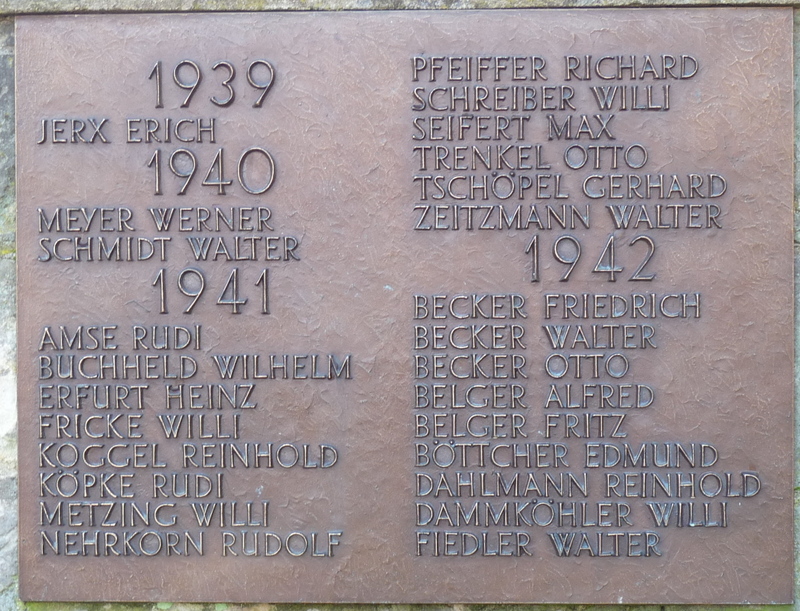 1939
JERX ERICH
1940
MEYER WERNER
SCHMIDT WALTER
1941
AMSE RUDI
BUCHHELD WILHELM
ERFURT HEINZ
FRICKE WILLI
KOGGEL REINHOLD
KÖPKE RUDI
METZING WILLI
NEHRKORN RUDOLF
PFEIFFER RICHARD
SCHREIBER WILLI
SEIFERT MAX
TRENKEL OTTO
TSCHÖPEL GERHARD
ZEITZMANN WALTER
1942
BECKER FRIEDRICH
BECKER WALTER
BECKER OTTO
BELGER ALFRED
BELGER FRITZ
BÖTTCHER EDMUND
DAHLMANN REINHOLD
DAMMKÖHLER WILLI
FIEDLER WALTER